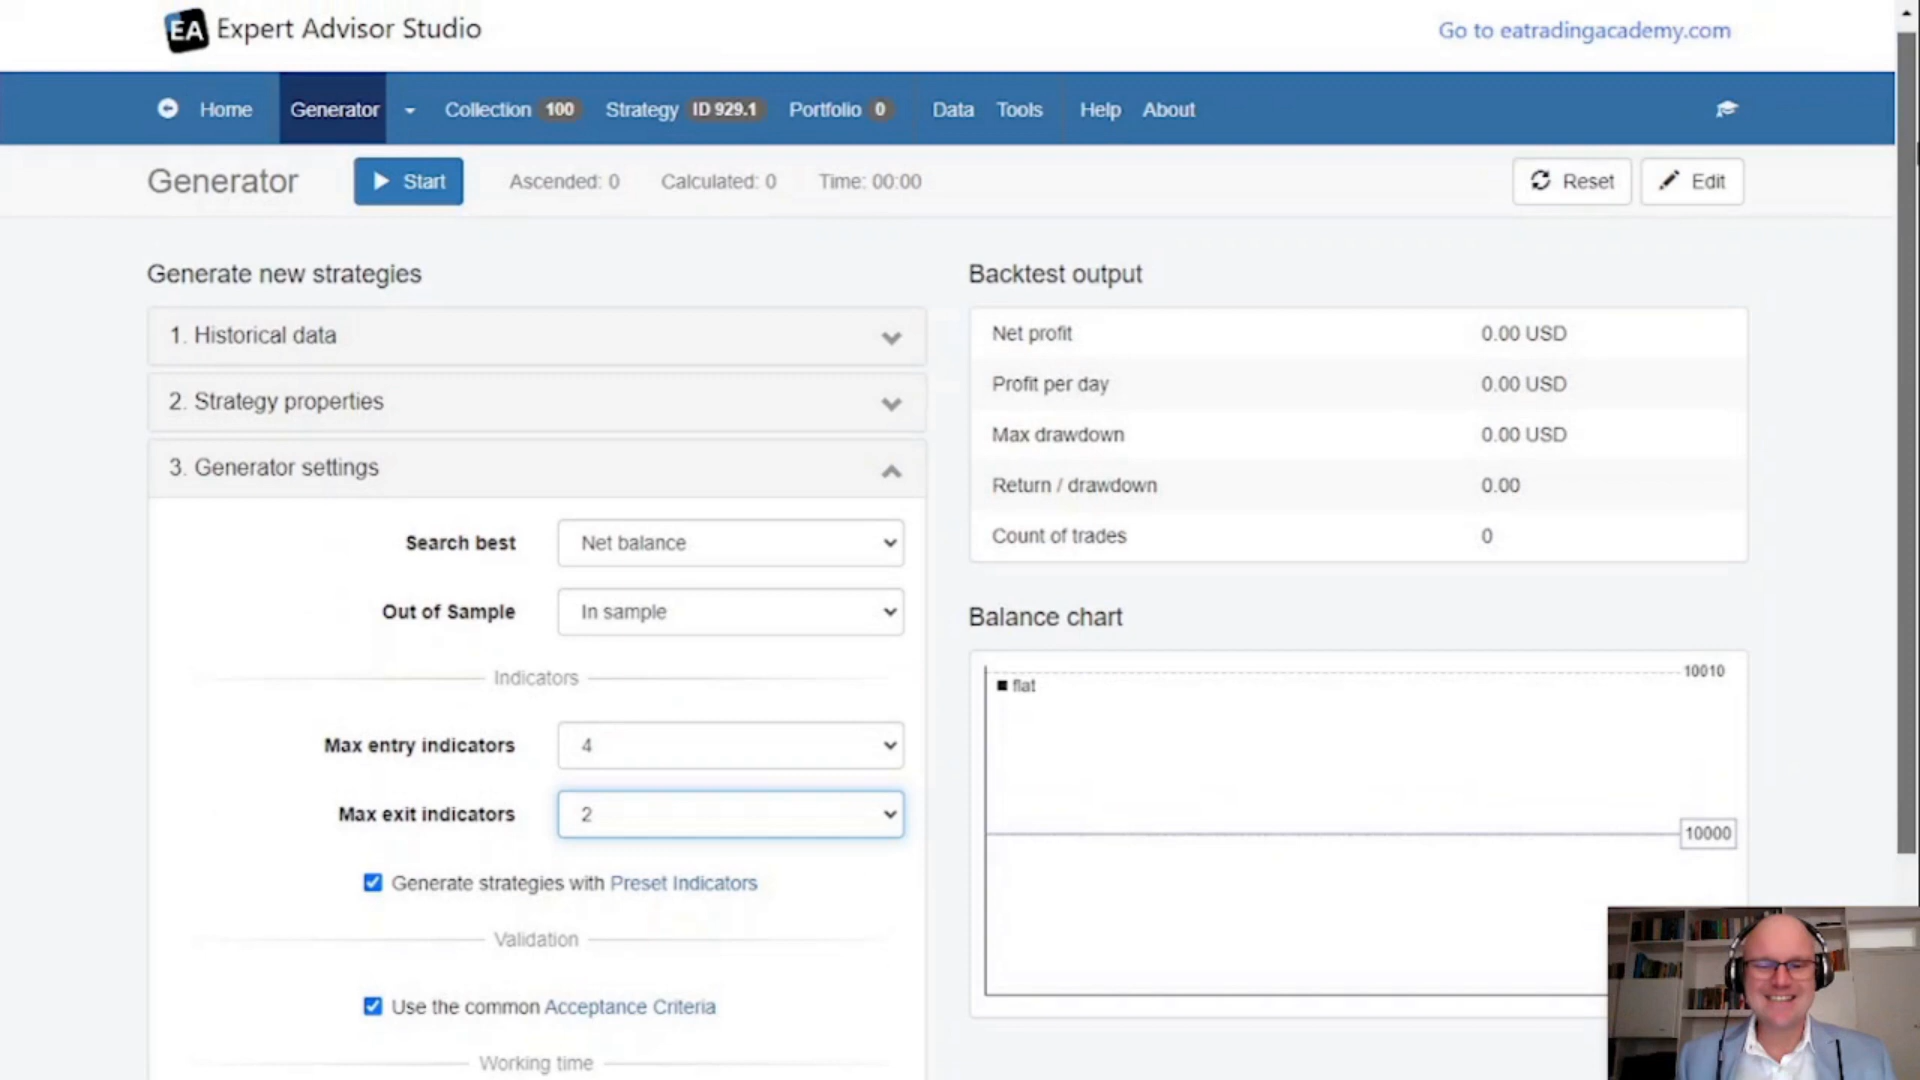 EA Expert Advisor Studio
Go to eatradingacademy.com
Home Generator Collection 100 Strategy ID 929.1 Portfolio 0 Data Tools Help About
Generator Start Ascended: 0 Calculated: 0 Time: 00:00 Reset Edit
Generate new strategies
1. Historical data
2. Strategy properties
3. Generator settings
Search best Net balance
Out of Sample In sample
Indicators
Max entry indicators 4
Max exit indicators 2
Generate strategies with Preset Indicators
Validation
Use the common Acceptance Criteria
Working time
Backtest output
Net profit 0.00 USD
Profit per day 0.00 USD
Max drawdown 0.00 USD
Return / drawdown 0.00
Count of trades 0
Balance chart
flat
10010
10000